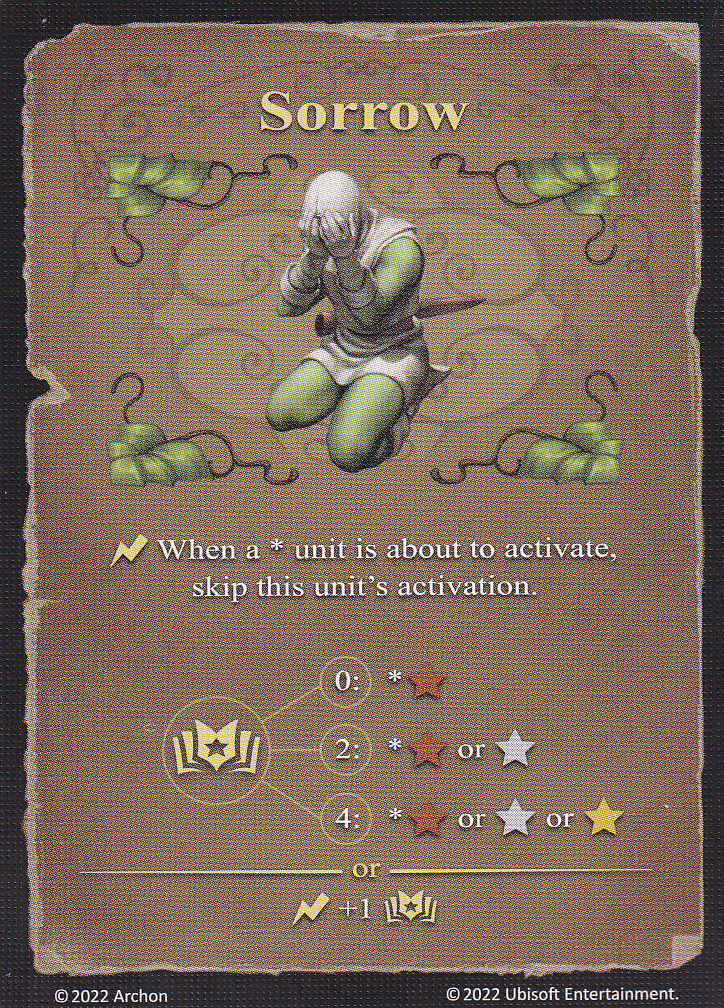 Sorrow
When a * unit is about to activate,
skip this unit's activation.
0: *
2: * or
4: * or or
or
+1
©2022 Archon
©2022 Ubisoft Entertainment.